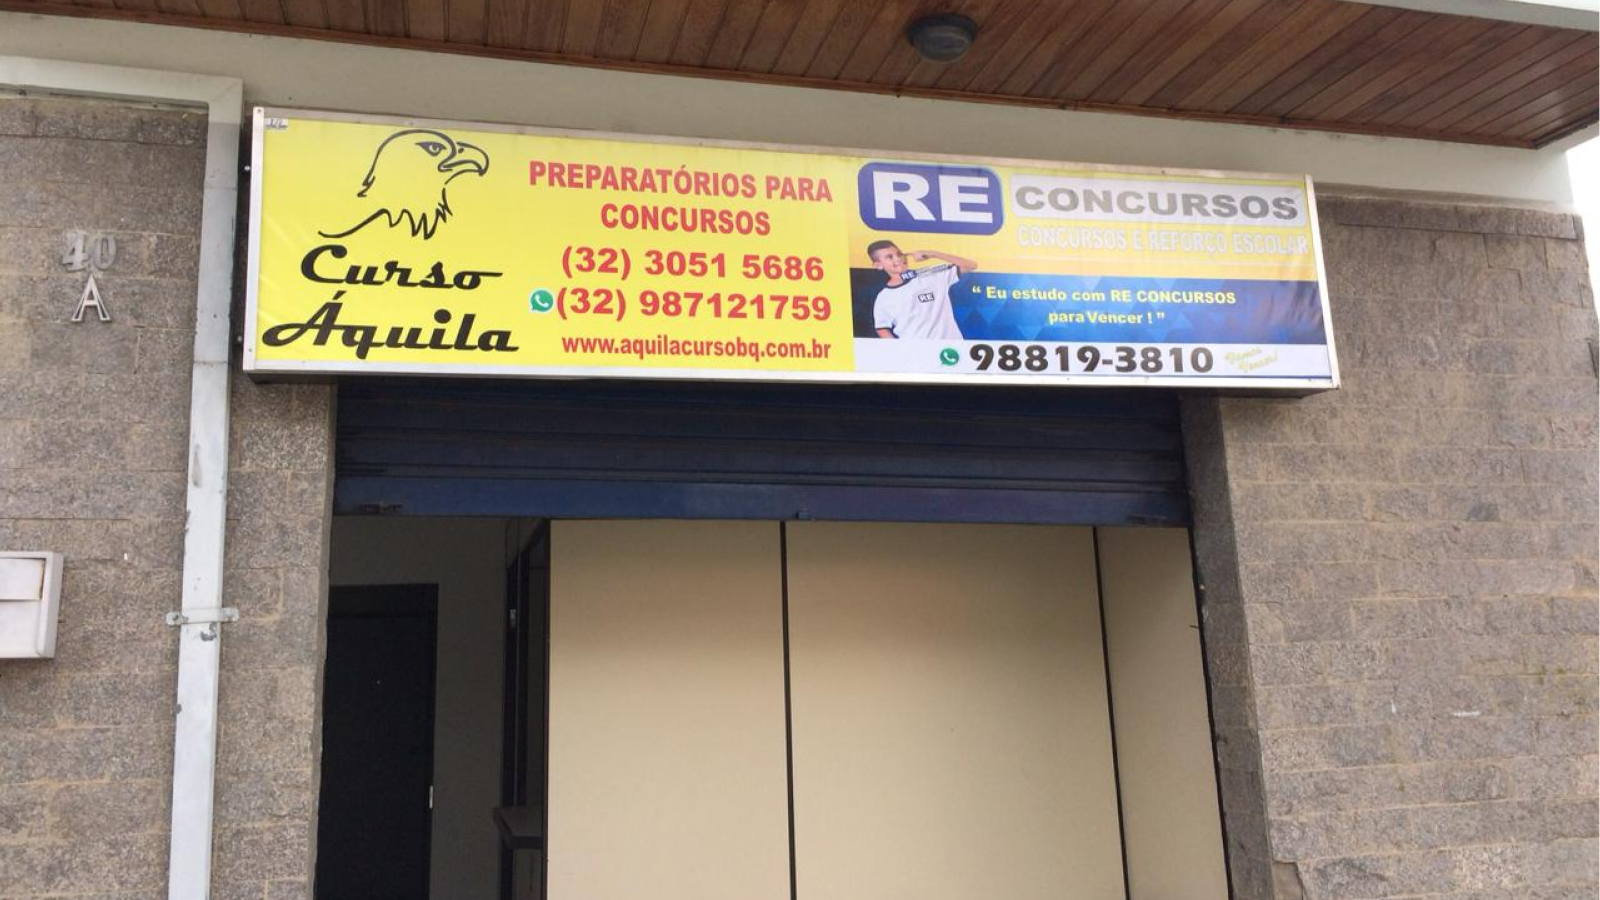 40
A
Curso
Áquila
PREPARATÓRIOS PARA
CONCURSOS
(32) 3051 5686
(32) 987121759
www.aquilacursobq.com.br
RE CONCURSOS
CONCURSOS E REFORÇO ESCOLAR
RE
“ Eu estudo com RE CONCURSOS
para Vencer ! ”
98819-3810